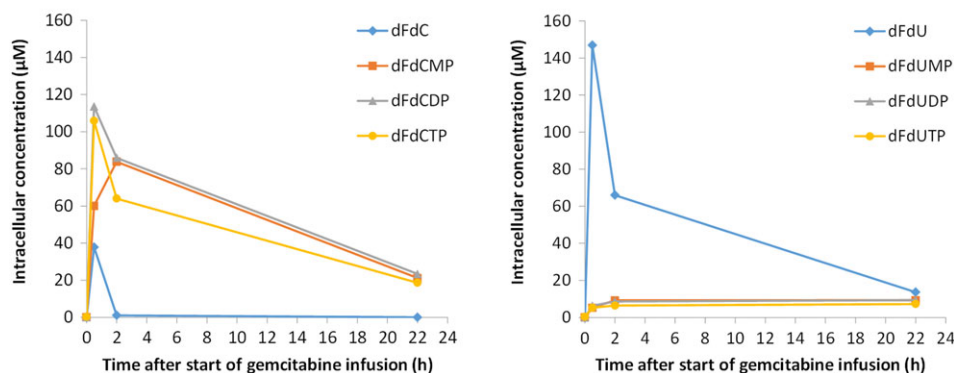 160
140
120
100
80
60
40
20
0
Intracellular concentration (µM)
0 2 4 6 8 10 12 14 16 18 20 22 24
Time after start of gemcitabine infusion (h)
dFdC
dFdCMP
dFdCDP
dFdCTP
160
140
120
100
80
60
40
20
0
Intracellular concentration (µM)
0 2 4 6 8 10 12 14 16 18 20 22 24
Time after start of gemcitabine infusion (h)
dFdU
dFdUMP
dFdUDP
dFdUTP